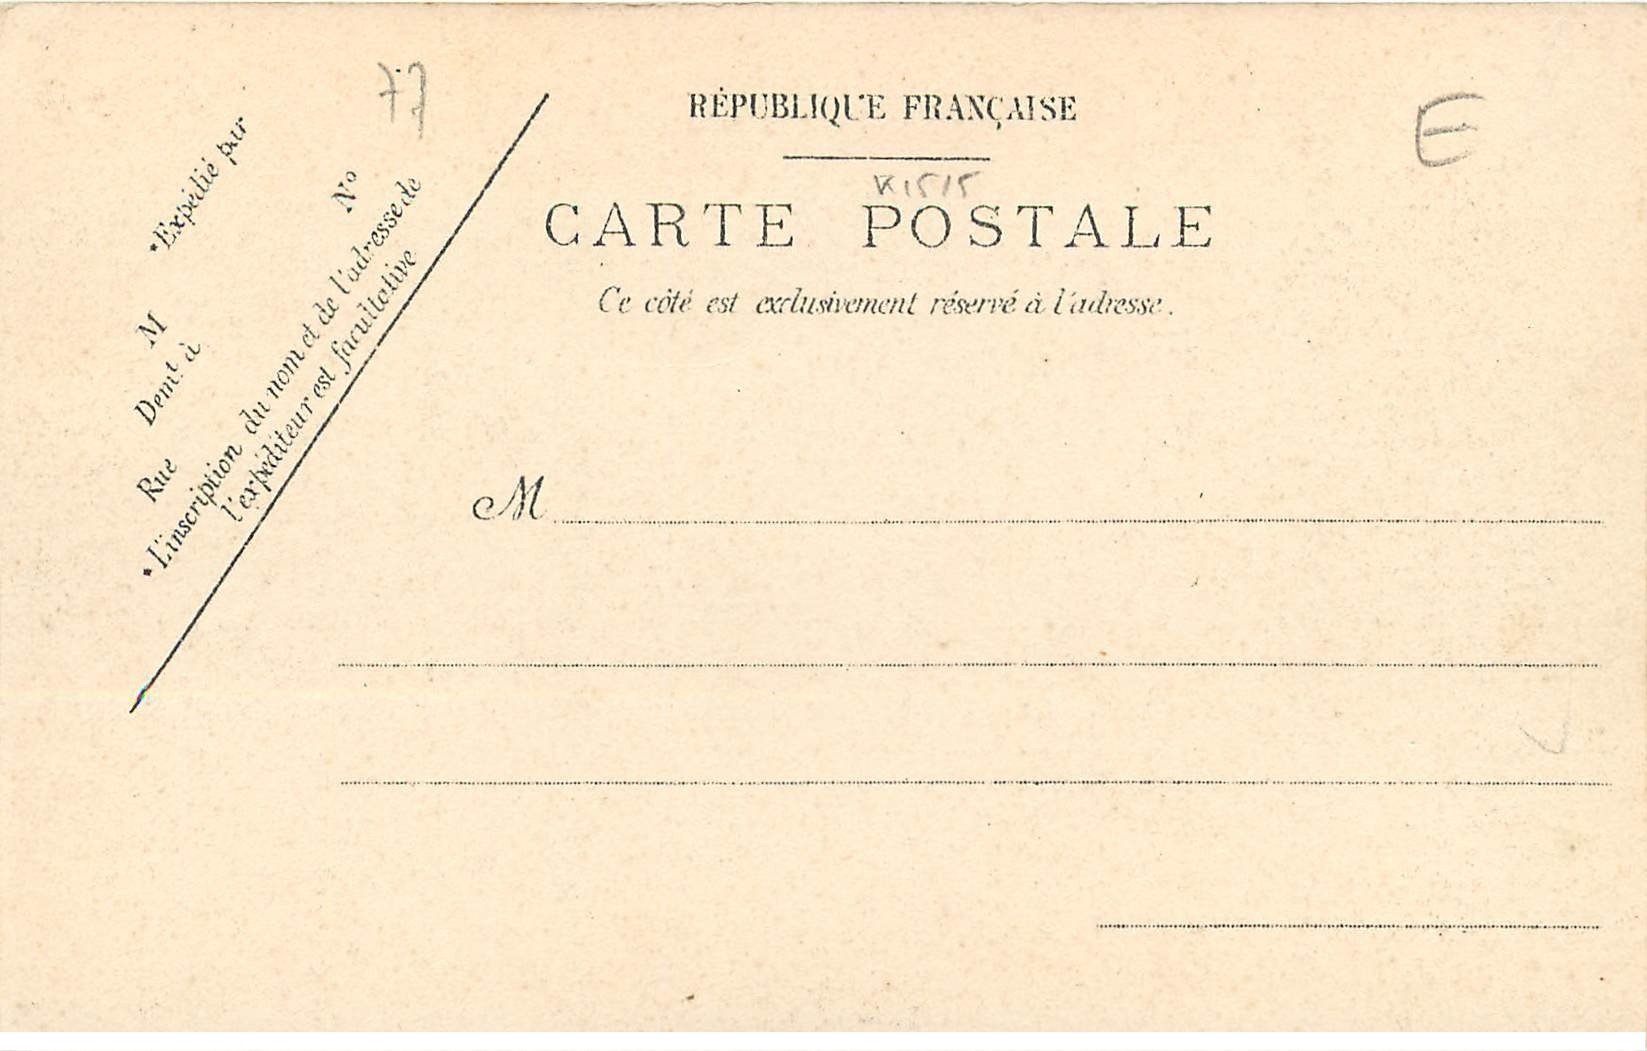 77
RÉPUBLIQUE FRANÇAISE
E
K1515
CARTE POSTALE
Ce côté est exclusivement réservé à l'adresse.
*Expédié par
M
Demt. à
Rue N°
*L'inscription du nom et de l'adresse de
l'expéditeur est facultative
M